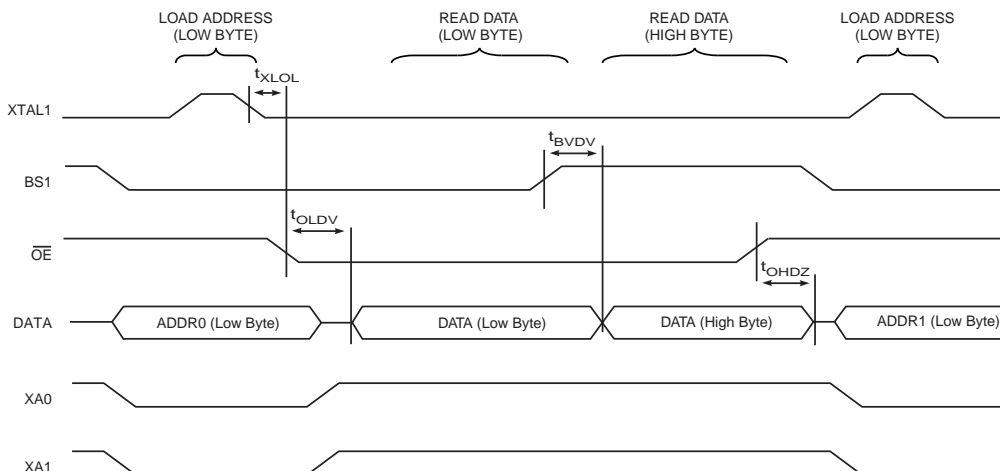 LOAD ADDRESS
(LOW BYTE)
READ DATA
(LOW BYTE)
READ DATA
(HIGH BYTE)
LOAD ADDRESS
(LOW BYTE)
tXLOL
XTAL1
tBVDV
BS1
tOLDV
OE
tOHDZ
DATA
ADDR0 (Low Byte)
DATA (Low Byte)
DATA (High Byte)
ADDR1 (Low Byte)
XA0
XA1